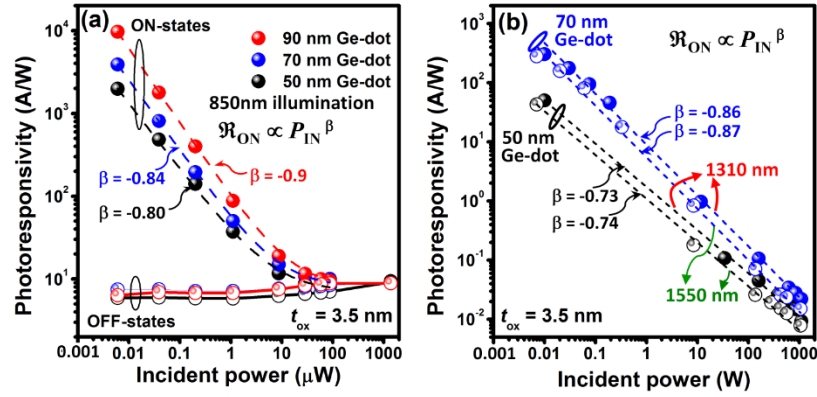 (a)
ON-states
90 nm Ge-dot
70 nm Ge-dot
50 nm Ge-dot
850nm illumination
ℜON ∝ PIN β
β = -0.84
β = -0.9
β = -0.80
OFF-states
tox = 3.5 nm
Photoresponsivity (A/W)
10⁴
10³
10²
10¹
0.001 0.01 0.1 1 10 100 1000
Incident power (μW)
(b)
70 nm
Ge-dot
ℜON ∝ PIN β
50 nm
Ge-dot
β = -0.86
β = -0.87
1310 nm
β = -0.73
β = -0.74
1550 nm
tox = 3.5 nm
Photoresponsivity (A/W)
10³
10²
10¹
10⁰
10⁻¹
10⁻²
0.001 0.01 0.1 1 10 100 1000
Incident power (W)